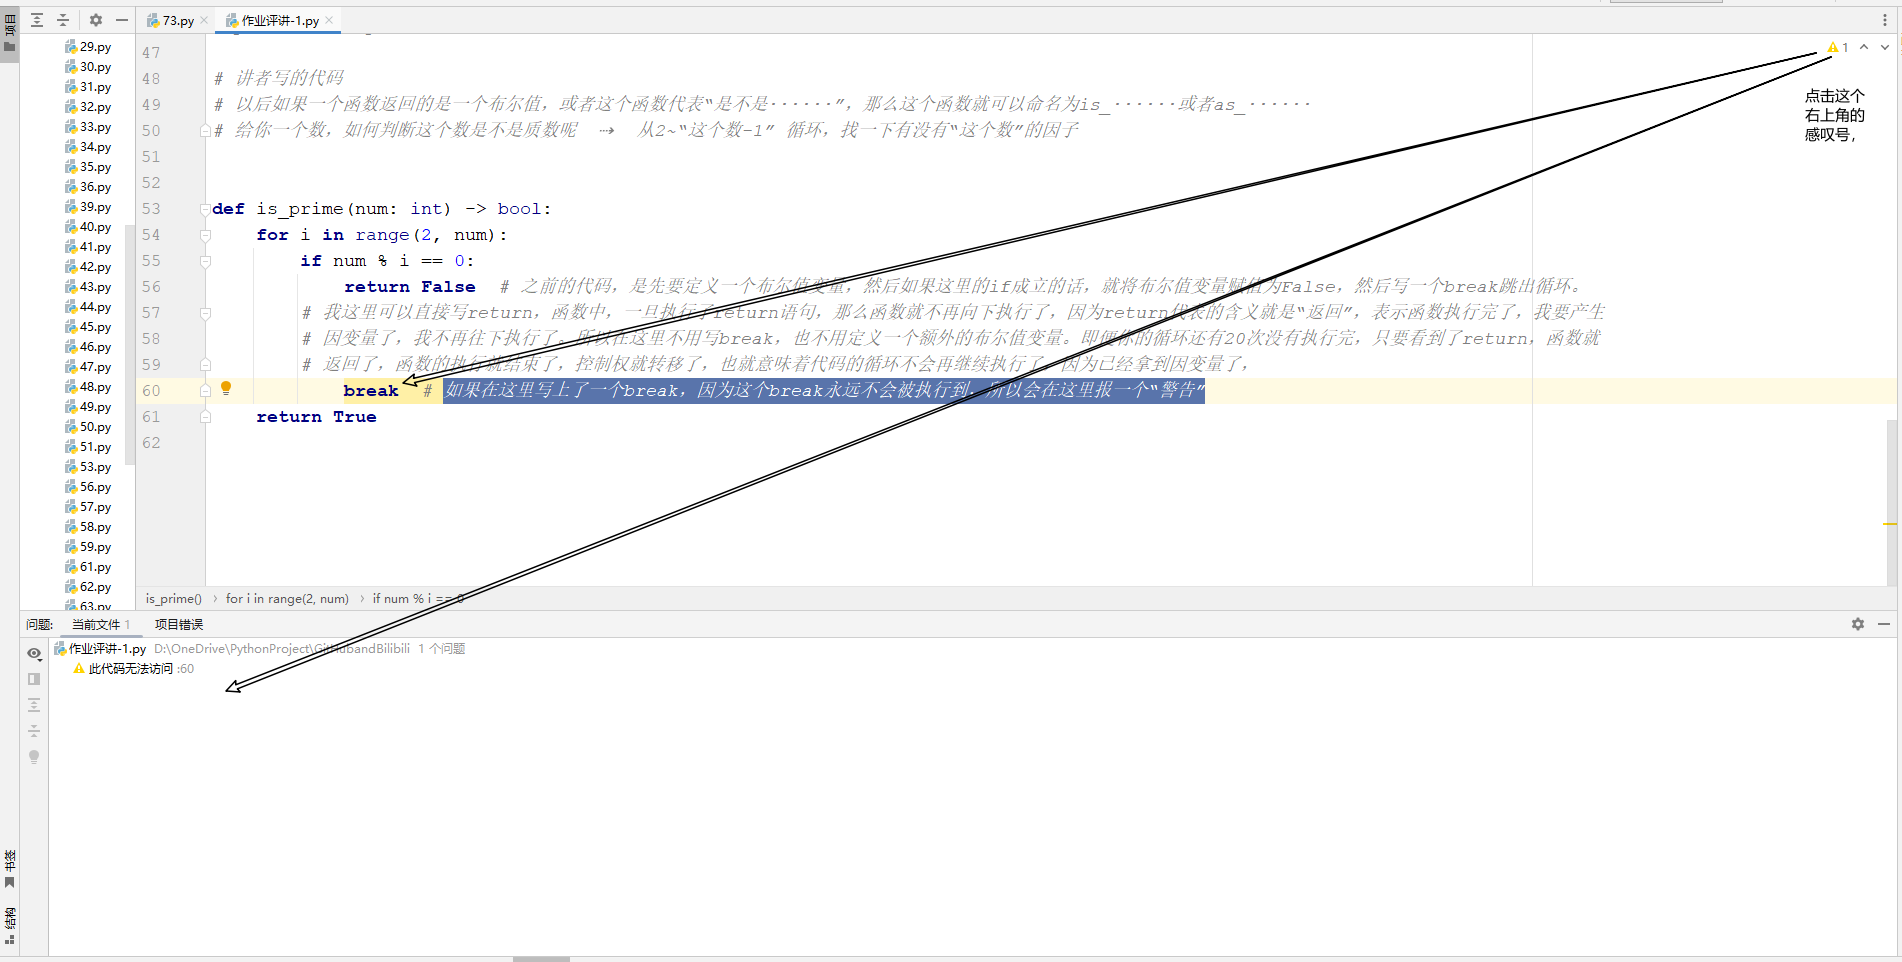 项目
73.py
作业评讲-1.py
29.py
30.py
31.py
32.py
33.py
34.py
35.py
36.py
39.py
40.py
41.py
42.py
43.py
44.py
45.py
46.py
47.py
48.py
49.py
50.py
51.py
53.py
56.py
57.py
58.py
59.py
61.py
62.py
63.py
1
点击这个
右上角的
感叹号，
47
48 # 讲者写的代码
49 # 以后如果一个函数返回的是一个布尔值，或者这个函数代表“是不是······”，那么这个函数就可以命名为is_······或者as_······
50 # 给你一个数，如何判断这个数是不是质数呢 ⇢ 从2~“这个数-1” 循环，找一下有没有“这个数”的因子
51
52
53 def is_prime(num: int) -> bool:
54 for i in range(2, num):
55 if num % i == 0:
56 return False # 之前的代码，是先要定义一个布尔值变量，然后如果这里的if成立的话，就将布尔值变量赋值为False，然后写一个break跳出循环。
57 # 我这里可以直接写return，函数中，一旦执行了return语句，那么函数就不再向下执行了，因为return代表的含义就是“返回”，表示函数执行完了，我要产生
58 # 因变量了，我不再往下执行了。所以在这里不用写break，也不用定义一个额外的布尔值变量。即便你的循环还有20次没有执行完，只要看到了return，函数就
59 # 返回了，函数的执行就结束了，控制权就转移了，也就意味着代码的循环不会再继续执行了，因为已经拿到因变量了，
60 break # 如果在这里写上了一个break，因为这个break永远不会被执行到，所以会在这里报一个“警告”
61 return True
62
is_prime() › for i in range(2, num) › if num % i == 0
问题: 当前文件 1 项目错误
作业评讲-1.py D:\OneDrive\PythonProject\GitHubandBilibili 1 个问题
此代码无法访问 :60
书签
结构